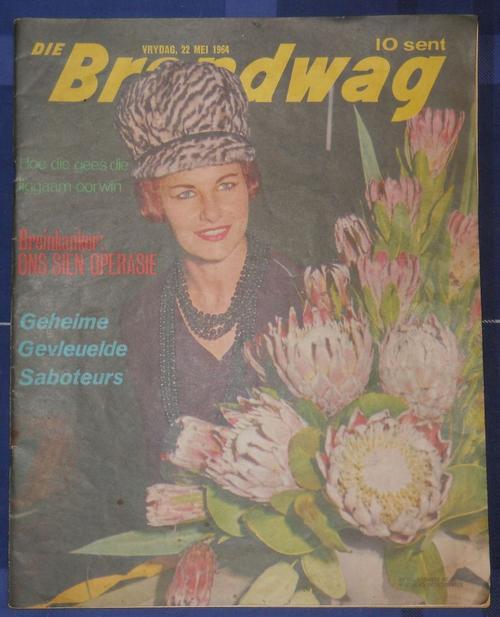 DIE Brandwag
VRYDAG, 22 MEI 1964
10 sent
Hoe die gees die
liggaam oorwin
Breinkanker:
ONS SIEN OPERASIE
Geheime
Gevleuelde
Saboteurs